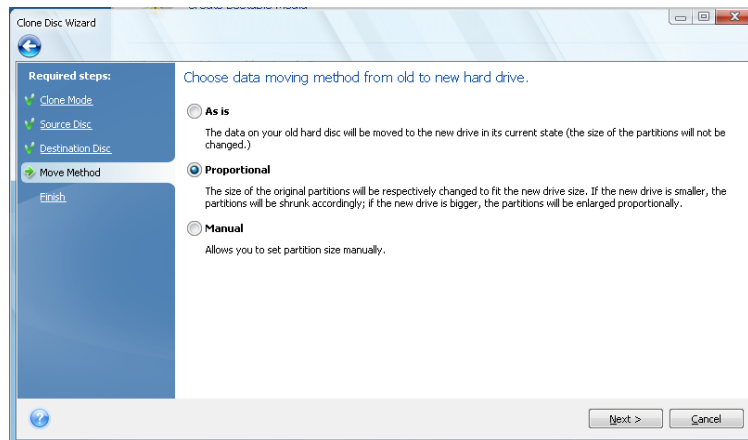 Clone Disc Wizard
Required steps:
Clone Mode
Source Disc
Destination Disc
Move Method
Finish
Choose data moving method from old to new hard drive.
As is
The data on your old hard disc will be moved to the new drive in its current state (the size of the partitions will not be
changed.)
Proportional
The size of the original partitions will be respectively changed to fit the new drive size. If the new drive is smaller, the
partitions will be shrunk accordingly; if the new drive is bigger, the partitions will be enlarged proportionally.
Manual
Allows you to set partition size manually.
Next >
Cancel